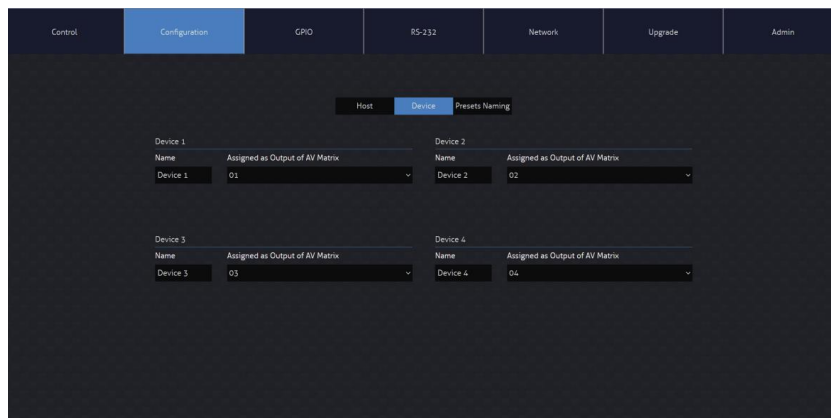 Control Configuration GPIO RS-232 Network Upgrade Admin
Host Device Presets Naming
Device 1 Device 2
Name Assigned as Output of AV Matrix Name Assigned as Output of AV Matrix
Device 1 01 Device 2 02
Device 3 Device 4
Name Assigned as Output of AV Matrix Name Assigned as Output of AV Matrix
Device 3 03 Device 4 04